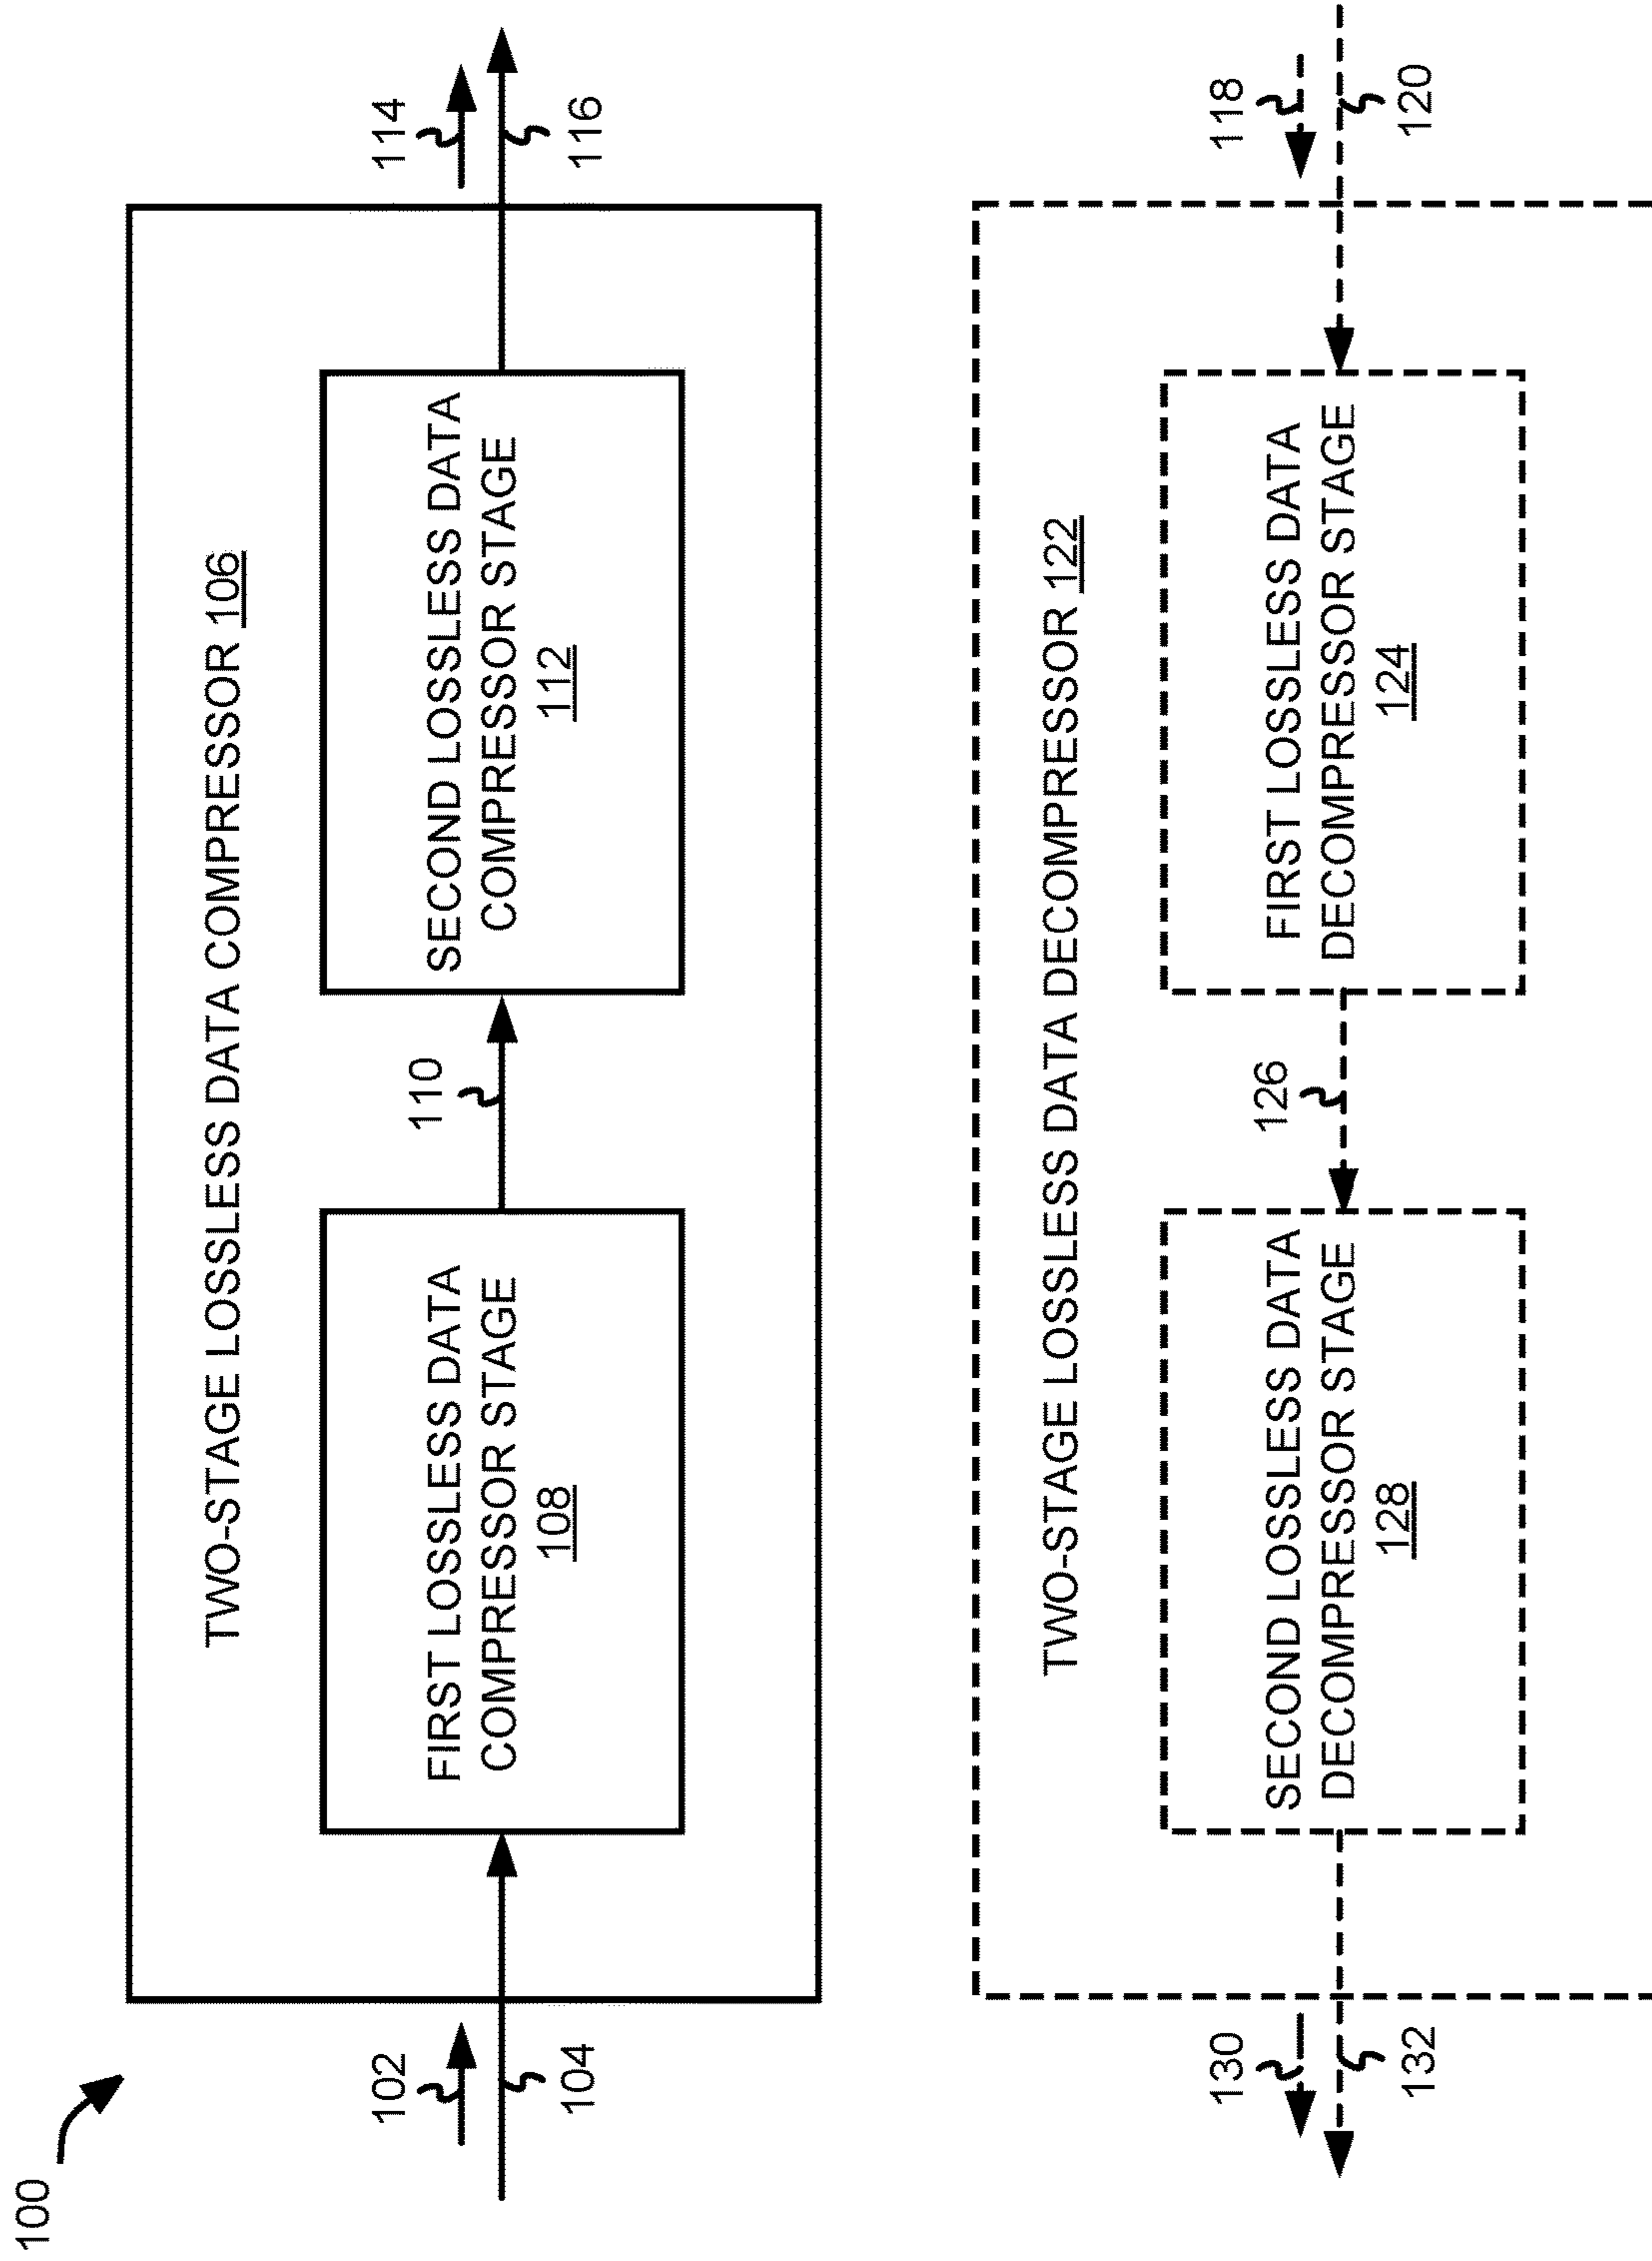 100
TWO-STAGE LOSSLESS DATA COMPRESSOR 106
102
104
FIRST LOSSLESS DATA
COMPRESSOR STAGE
108
110
SECOND LOSSLESS DATA
COMPRESSOR STAGE
112
114
116
TWO-STAGE LOSSLESS DATA DECOMPRESSOR 122
130
132
SECOND LOSSLESS DATA
DECOMPRESSOR STAGE
128
126
FIRST LOSSLESS DATA
DECOMPRESSOR STAGE
124
118
120